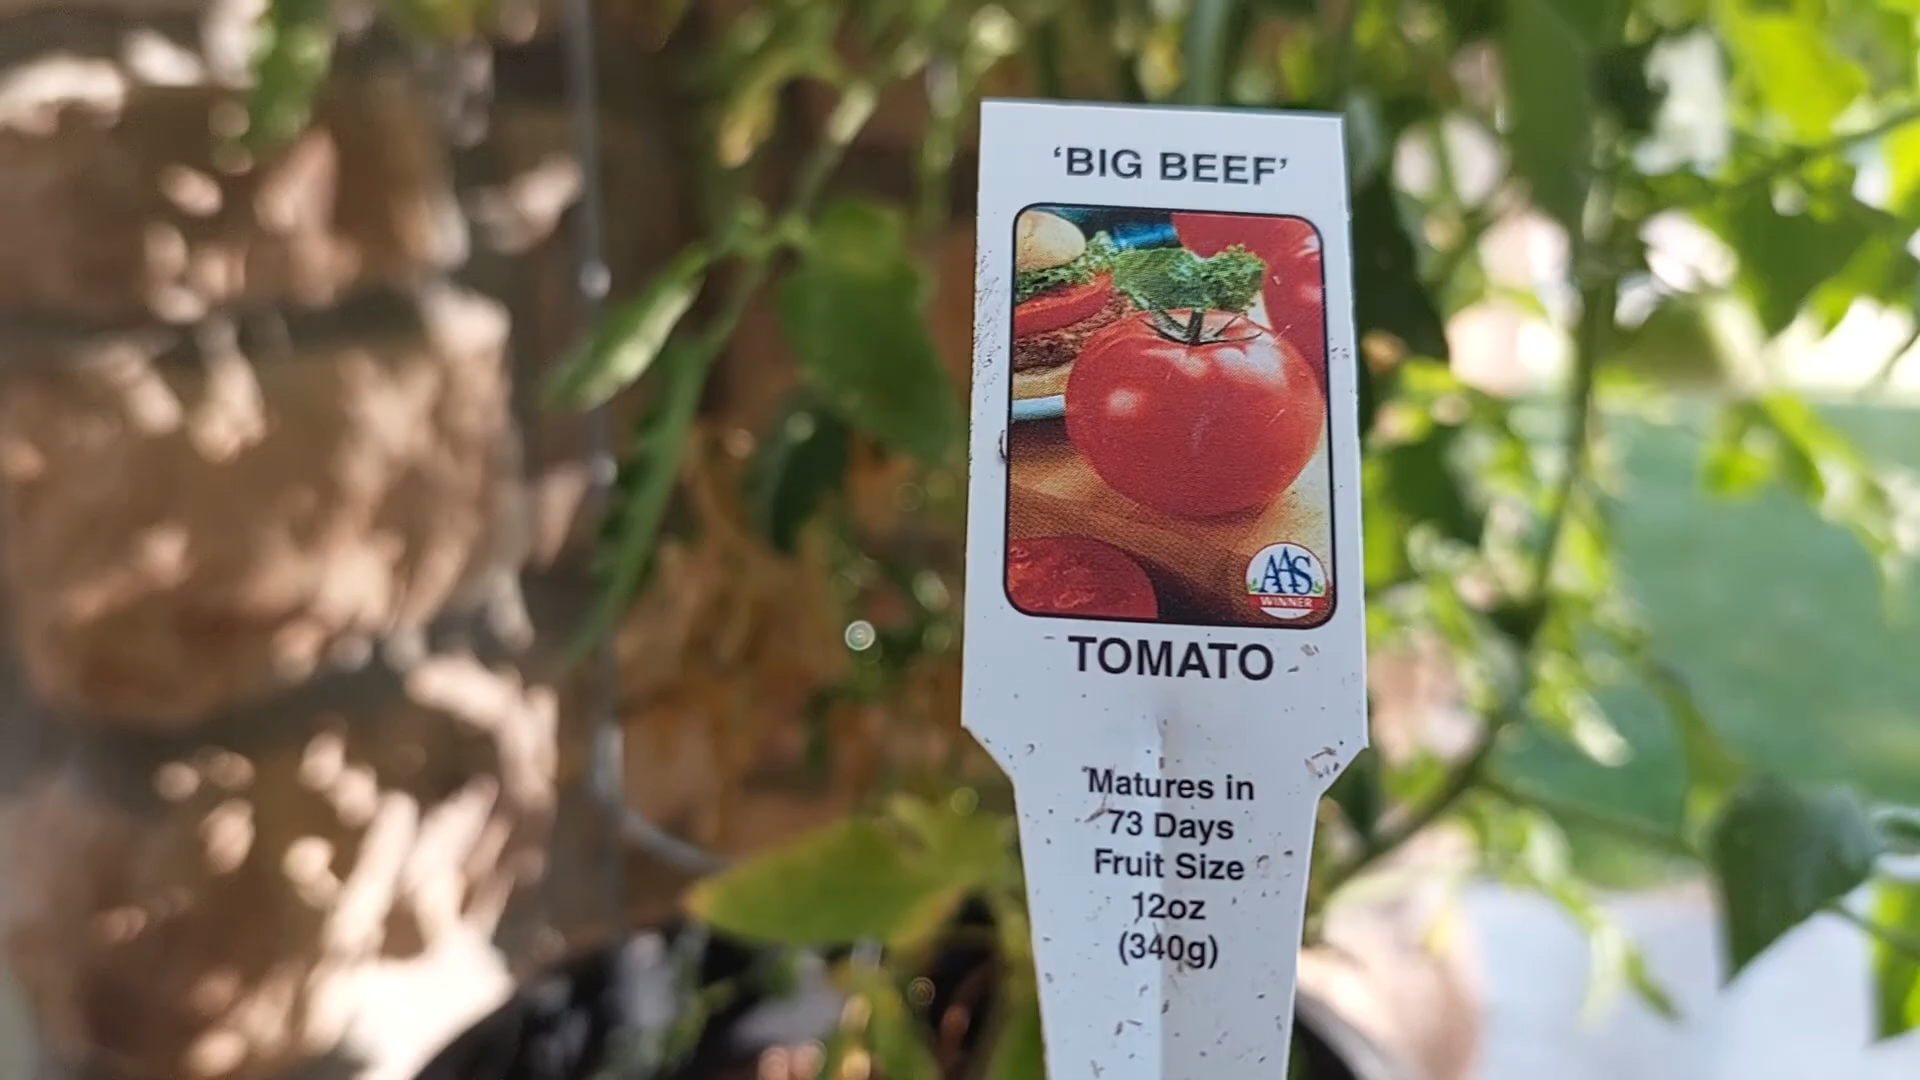 ‘BIG BEEF’
AAS
WINNER
TOMATO
Matures in
73 Days
Fruit Size
12oz
(340g)